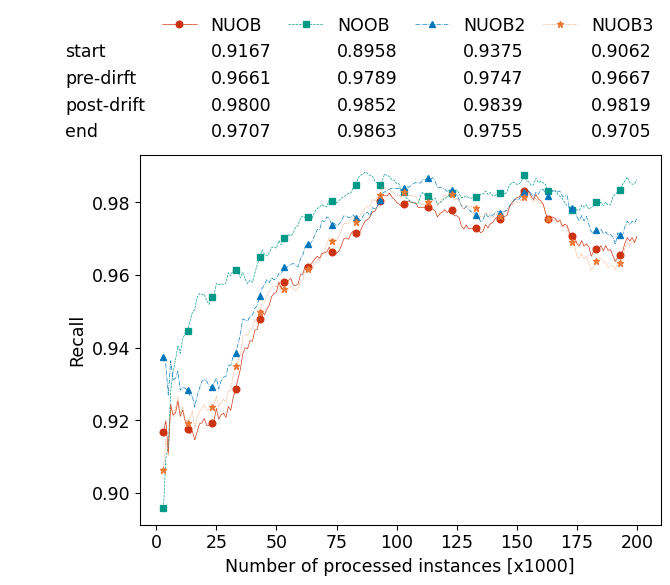 NUOB NOOB NUOB2 NUOB3
start 0.9167 0.8958 0.9375 0.9062
pre-dirft 0.9661 0.9789 0.9747 0.9667
post-drift 0.9800 0.9852 0.9839 0.9819
end 0.9707 0.9863 0.9755 0.9705
0.98
0.96
0.94
0.92
0.90
Recall
0 25 50 75 100 125 150 175 200
Number of processed instances [x1000]